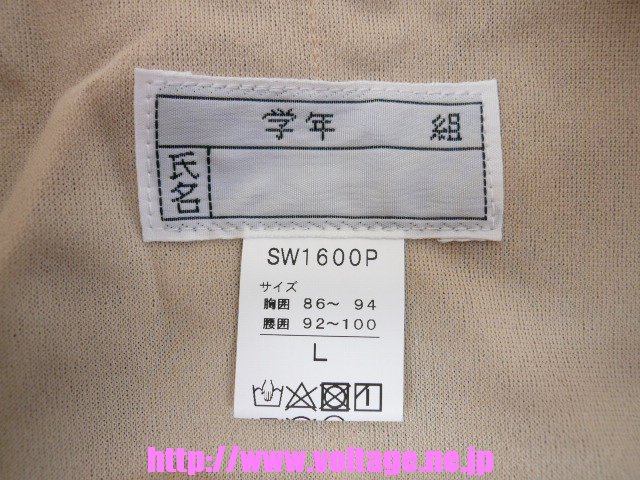 学年 組
氏名
SW1600P
サイズ
胸囲 86～ 94
腰囲 92～100
L
http://www.voltage.ne.jp